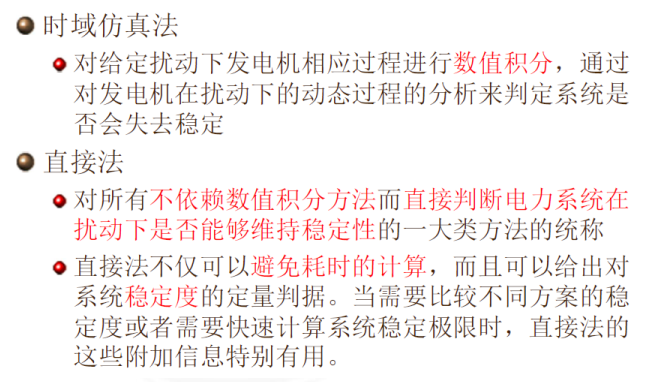 时域仿真法
对给定扰动下发电机相应过程进行数值积分，通过
对发电机在扰动下的动态过程的分析来判定系统是
否会失去稳定
直接法
对所有不依赖数值积分方法而直接判断电力系统在
扰动下是否能够维持稳定性的一大类方法的统称
直接法不仅可以避免耗时的计算，而且可以给出对
系统稳定度的定量判据。当需要比较不同方案的稳
定度或者需要快速计算系统稳定极限时，直接法的
这些附加信息特别有用。